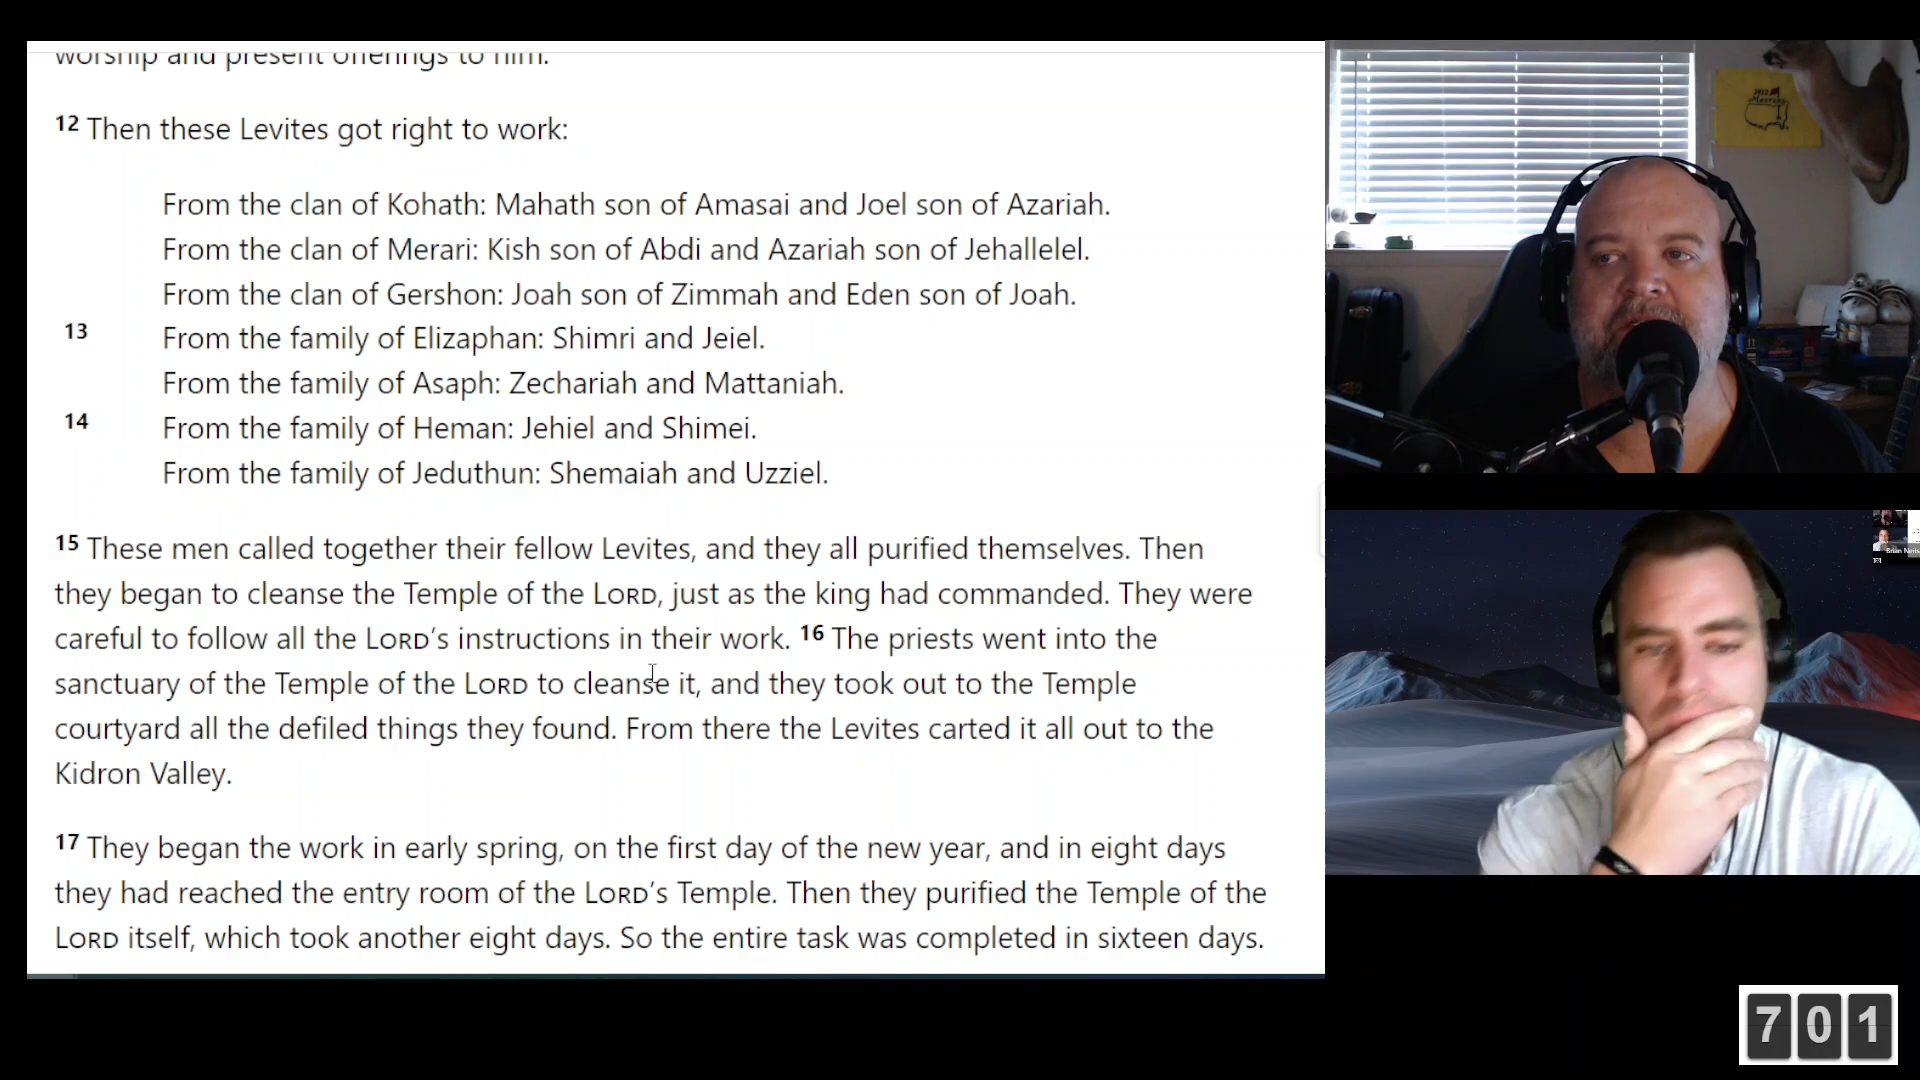 worship and present offerings to him.
12 Then these Levites got right to work:
From the clan of Kohath: Mahath son of Amasai and Joel son of Azariah.
From the clan of Merari: Kish son of Abdi and Azariah son of Jehallelel.
From the clan of Gershon: Joah son of Zimmah and Eden son of Joah.
13 From the family of Elizaphan: Shimri and Jeiel.
From the family of Asaph: Zechariah and Mattaniah.
14 From the family of Heman: Jehiel and Shimei.
From the family of Jeduthun: Shemaiah and Uzziel.
15 These men called together their fellow Levites, and they all purified themselves. Then
they began to cleanse the Temple of the LORD, just as the king had commanded. They were
careful to follow all the LORD’s instructions in their work. 16 The priests went into the
sanctuary of the Temple of the LORD to cleanse it, and they took out to the Temple
courtyard all the defiled things they found. From there the Levites carted it all out to the
Kidron Valley.
17 They began the work in early spring, on the first day of the new year, and in eight days
they had reached the entry room of the LORD’s Temple. Then they purified the Temple of the
LORD itself, which took another eight days. So the entire task was completed in sixteen days.
Masters
Brian
701